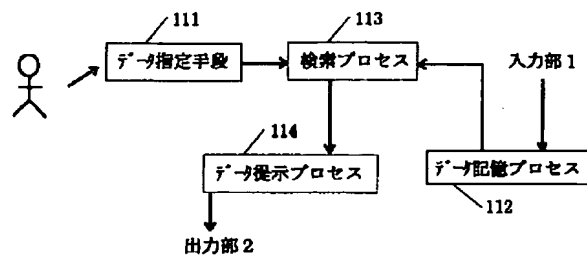 111
113
データ指定手段
検索プロセス
入力部1
114
データ提示プロセス
データ記憶プロセス
112
出力部2